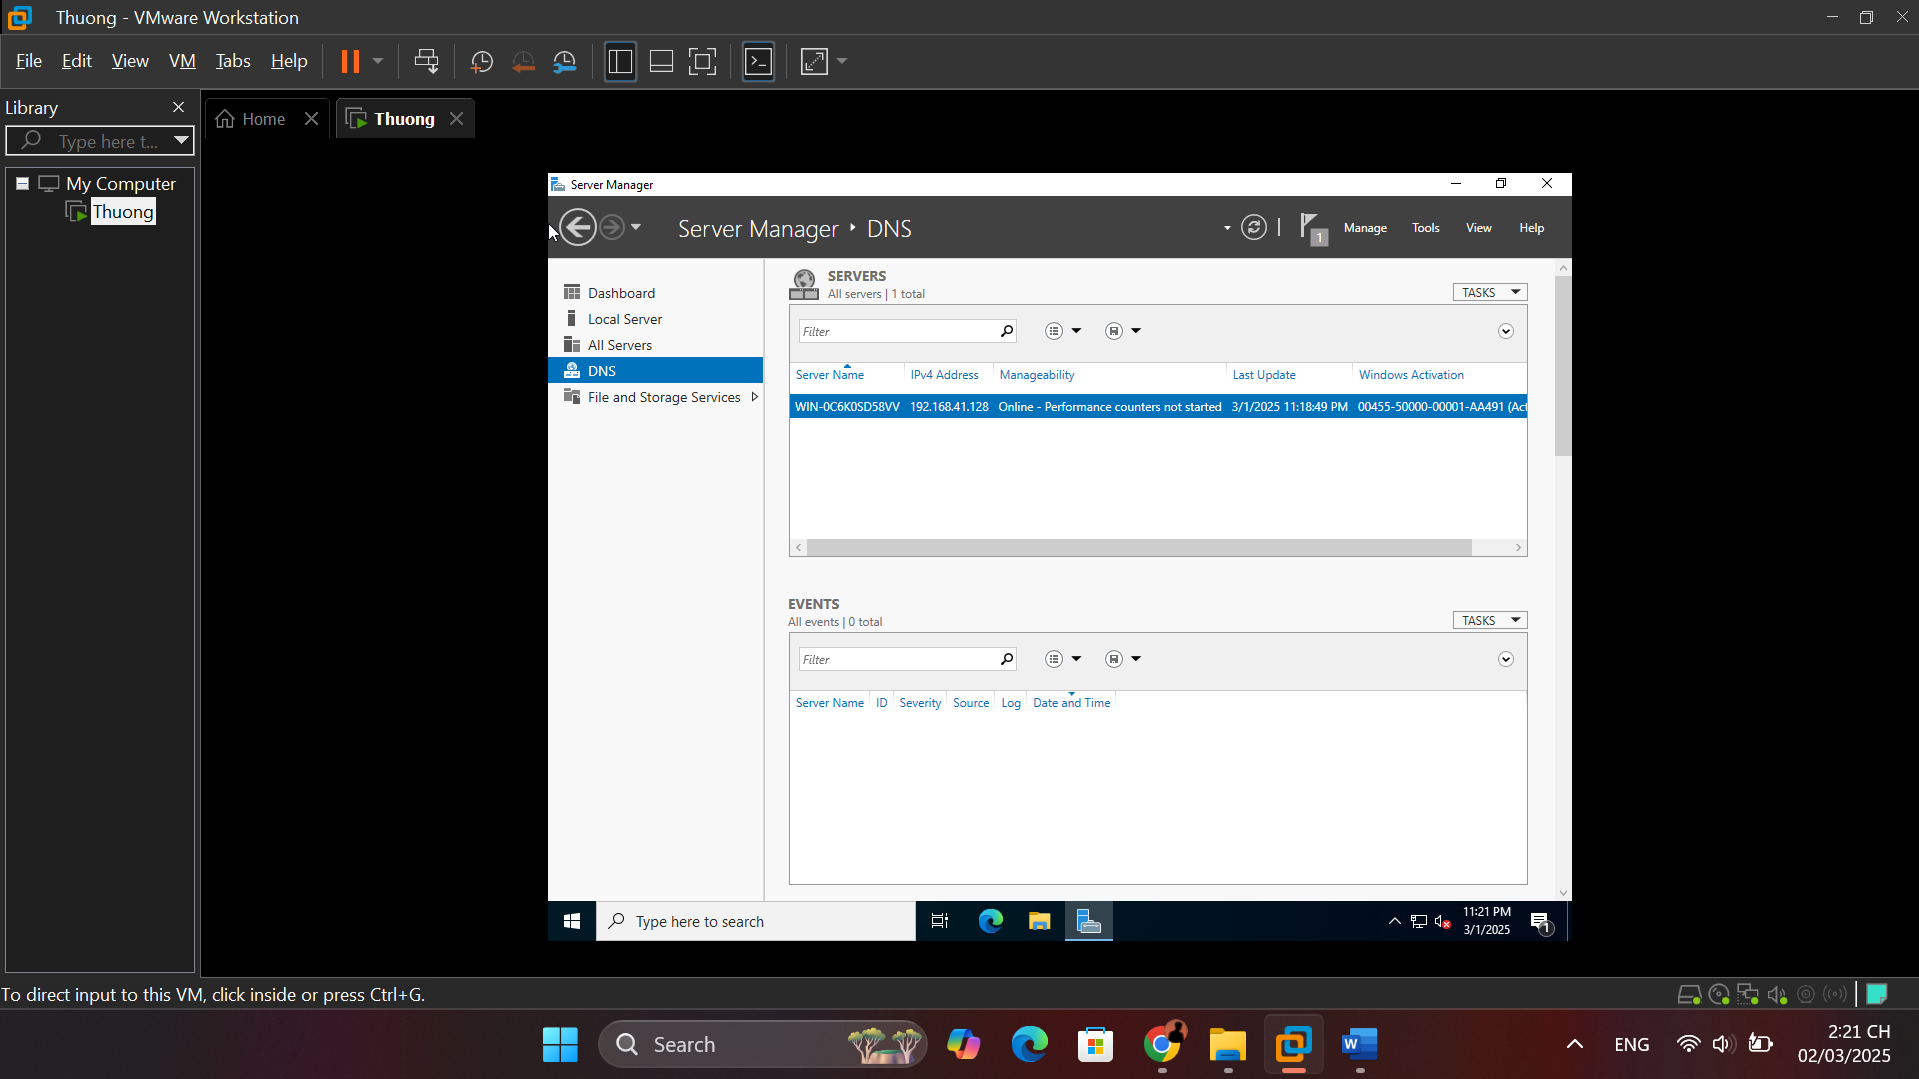 Thuong - VMware Workstation
File Edit View VM Tabs Help
Library
Type here t...
My Computer
Thuong
Home
Thuong
Server Manager
Server Manager DNS
1
Manage Tools View Help
Dashboard
Local Server
All Servers
DNS
File and Storage Services
SERVERS
All servers | 1 total
TASKS
Filter
Server Name IPv4 Address Manageability Last Update Windows Activation
WIN-0C6K0SD58VV 192.168.41.128 Online - Performance counters not started 3/1/2025 11:18:49 PM 00455-50000-00001-AA491 (Act
EVENTS
All events | 0 total
TASKS
Filter
Server Name ID Severity Source Log Date and Time
Type here to search
11:21 PM
3/1/2025
1
To direct input to this VM, click inside or press Ctrl+G.
Search
W
ENG
2:21 CH
02/03/2025